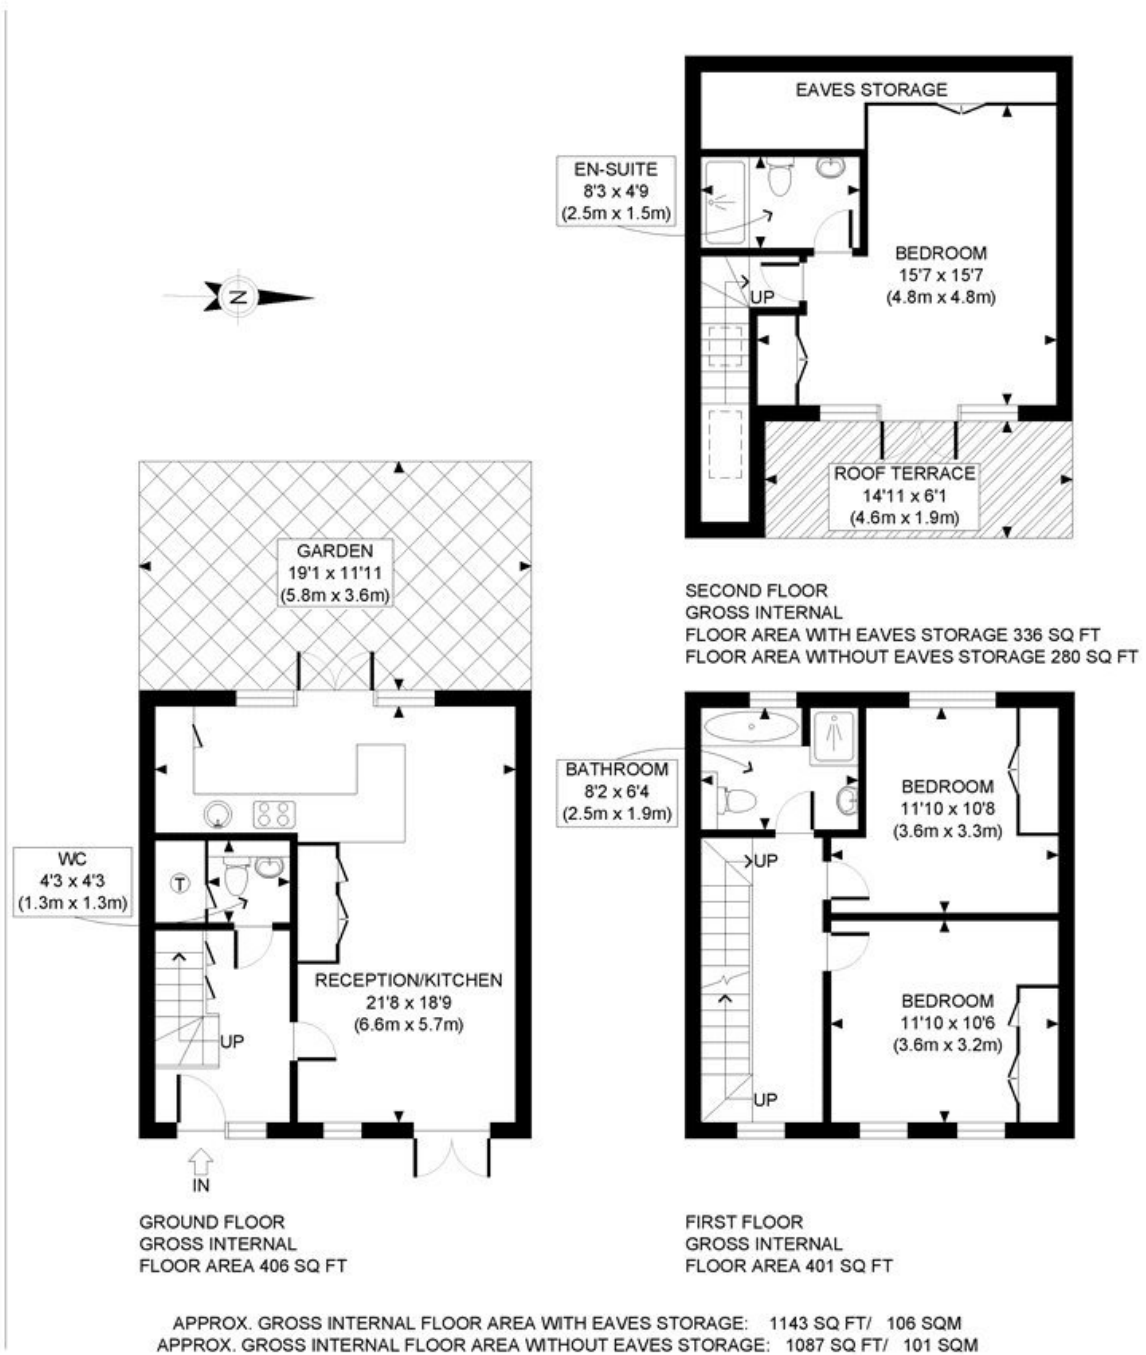 EAVES STORAGE
EN-SUITE
8'3 x 4'9
(2.5m x 1.5m)
BEDROOM
15'7 x 15'7
(4.8m x 4.8m)
UP
N
ROOF TERRACE
14'11 x 6'1
(4.6m x 1.9m)
SECOND FLOOR
GROSS INTERNAL
FLOOR AREA WITH EAVES STORAGE 336 SQ FT
FLOOR AREA WITHOUT EAVES STORAGE 280 SQ FT
GARDEN
19'1 x 11'11
(5.8m x 3.6m)
WC
4'3 x 4'3
(1.3m x 1.3m)
T
RECEPTION/KITCHEN
21'8 x 18'9
(6.6m x 5.7m)
UP
IN
GROUND FLOOR
GROSS INTERNAL
FLOOR AREA 406 SQ FT
BATHROOM
8'2 x 6'4
(2.5m x 1.9m)
BEDROOM
11'10 x 10'8
(3.6m x 3.3m)
UP
BEDROOM
11'10 x 10'6
(3.6m x 3.2m)
UP
FIRST FLOOR
GROSS INTERNAL
FLOOR AREA 401 SQ FT
APPROX. GROSS INTERNAL FLOOR AREA WITH EAVES STORAGE: 1143 SQ FT/ 106 SQM
APPROX. GROSS INTERNAL FLOOR AREA WITHOUT EAVES STORAGE: 1087 SQ FT/ 101 SQM